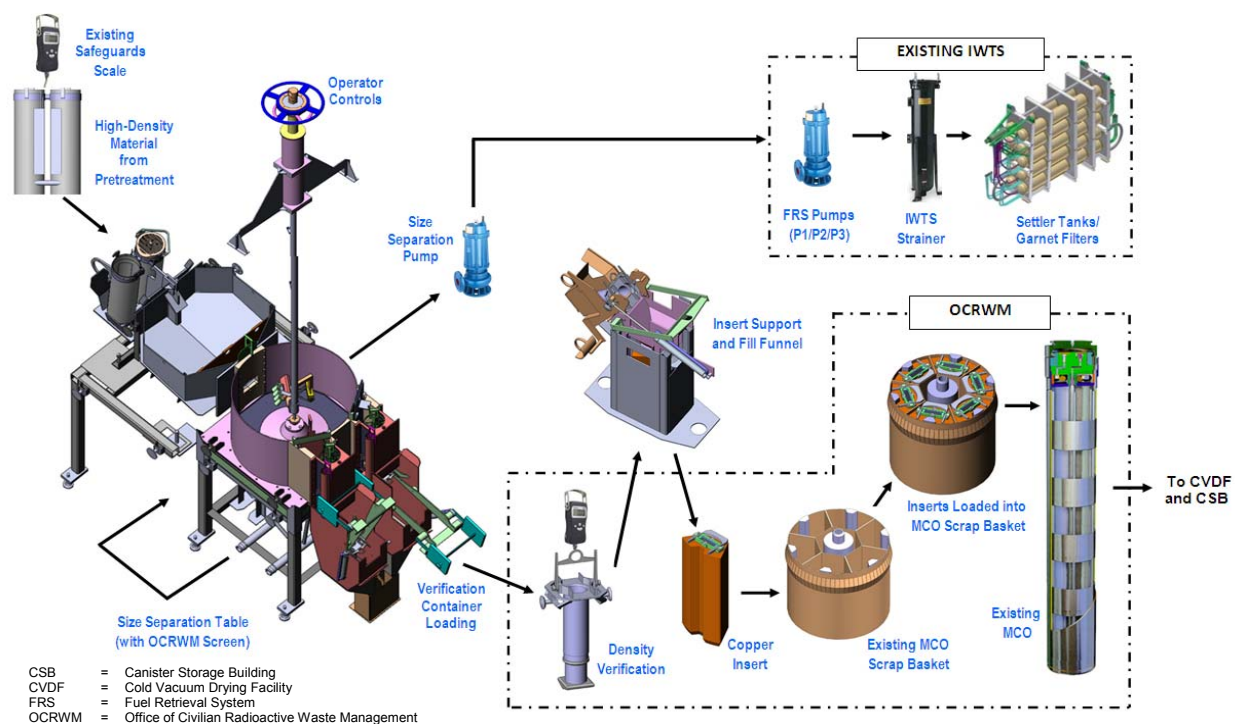 Existing
Safeguards
Scale
High-Density
Material
from
Pretreatment
Operator
Controls
Size
Separation
Pump
EXISTING IWTS
FRS Pumps
(P1/P2/P3)
IWTS
Strainer
Settler Tanks/
Garnet Filters
Insert Support
and Fill Funnel
OCRWM
Inserts Loaded into
MCO Scrap Basket
To CVDF
and CSB
Verification
Container
Loading
Size Separation Table
(with OCRWM Screen)
Density
Verification
Copper
Insert
Existing MCO
Scrap Basket
Existing
MCO
CSB = Canister Storage Building
CVDF = Cold Vacuum Drying Facility
FRS = Fuel Retrieval System
OCRWM = Office of Civilian Radioactive Waste Management